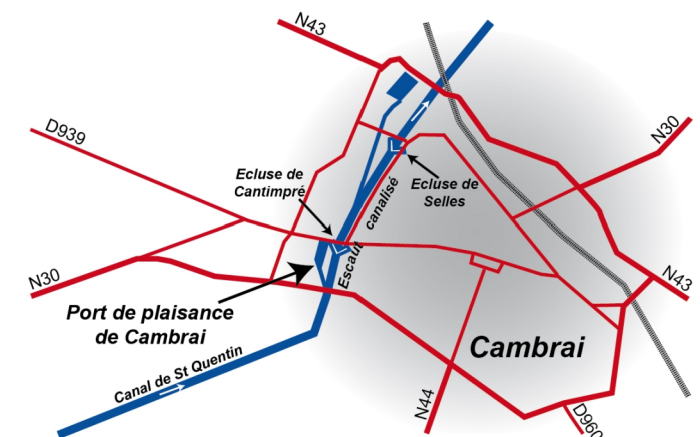 N43
D939
N30
Ecluse de
Cantimpré
Ecluse de
Selles
Escaut canalisé
N30
Port de plaisance
de Cambrai
Canal de St Quentin
Cambrai
N43
N44
D960